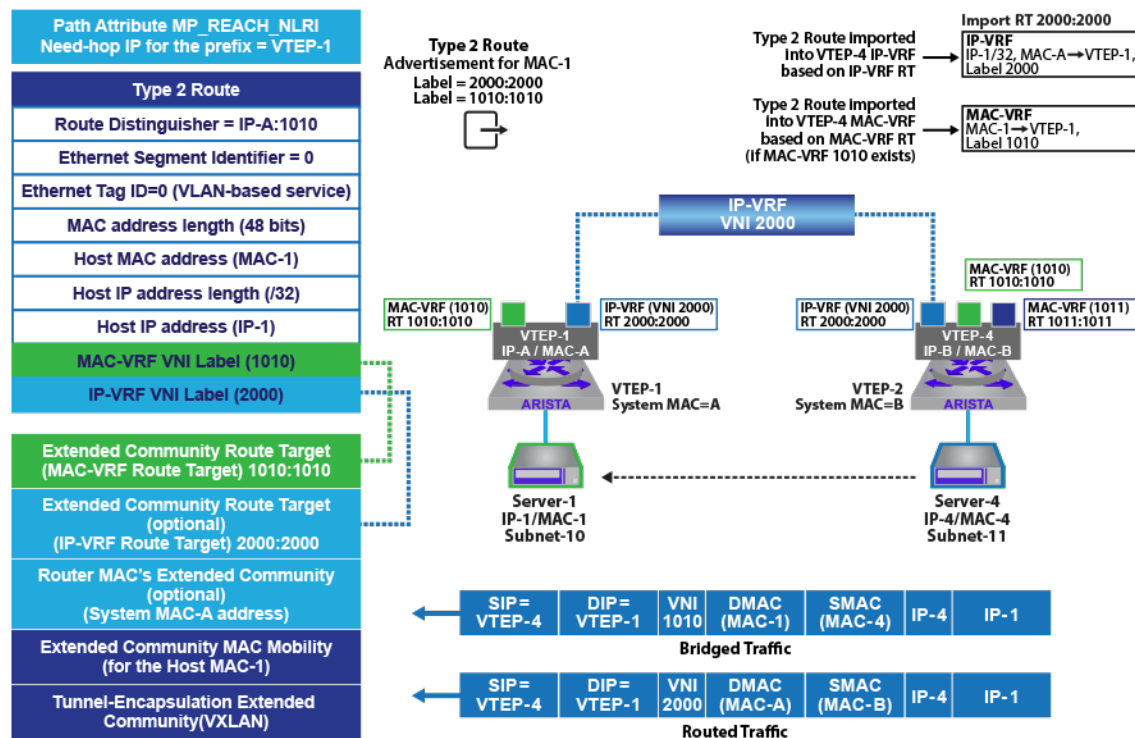 Path Attribute MP_REACH_NLRI
Need-hop IP for the prefix = VTEP-1
Type 2 Route
Route Distinguisher = IP-A:1010
Ethernet Segment Identifier = 0
Ethernet Tag ID=0 (VLAN-based service)
MAC address length (48 bits)
Host MAC address (MAC-1)
Host IP address length (/32)
Host IP address (IP-1)
MAC-VRF VNI Label (1010)
IP-VRF VNI Label (2000)
Extended Community Route Target
(MAC-VRF Route Target) 1010:1010
Extended Community Route Target
(optional)
(IP-VRF Route Target) 2000:2000
Router MAC's Extended Community
(optional)
(System MAC-A address)
Extended Community MAC Mobility
(for the Host MAC-1)
Tunnel-Encapsulation Extended
Community(VXLAN)
Type 2 Route
Advertisement for MAC-1
Label = 2000:2000
Label = 1010:1010
Type 2 Route imported
into VTEP-4 IP-VRF
based on IP-VRF RT
Import RT 2000:2000
IP-VRF
IP-1/32, MAC-A→VTEP-1,
Label 2000
Type 2 Route Imported
into VTEP-4 MAC-VRF
based on MAC-VRF RT
(if MAC-VRF 1010 exists)
MAC-VRF
MAC-1→VTEP-1,
Label 1010
IP-VRF
VNI 2000
MAC-VRF (1010)
RT 1010:1010
IP-VRF (VNI 2000)
RT 2000:2000
VTEP-1
IP-A / MAC-A
ARISTA
VTEP-1
System MAC=A
MAC-VRF (1010)
RT 1010:1010
IP-VRF (VNI 2000)
RT 2000:2000
MAC-VRF (1011)
RT 1011:1011
VTEP-4
IP-B / MAC-B
ARISTA
VTEP-2
System MAC=B
Server-1
IP-1/MAC-1
Subnet-10
Server-4
IP-4/MAC-4
Subnet-11
SIP= VTEP-4 DIP= VTEP-1 VNI 1010 DMAC (MAC-1) SMAC (MAC-4) IP-4 IP-1
Bridged Traffic
SIP= VTEP-4 DIP= VTEP-1 VNI 2000 DMAC (MAC-A) SMAC (MAC-B) IP-4 IP-1
Routed Traffic